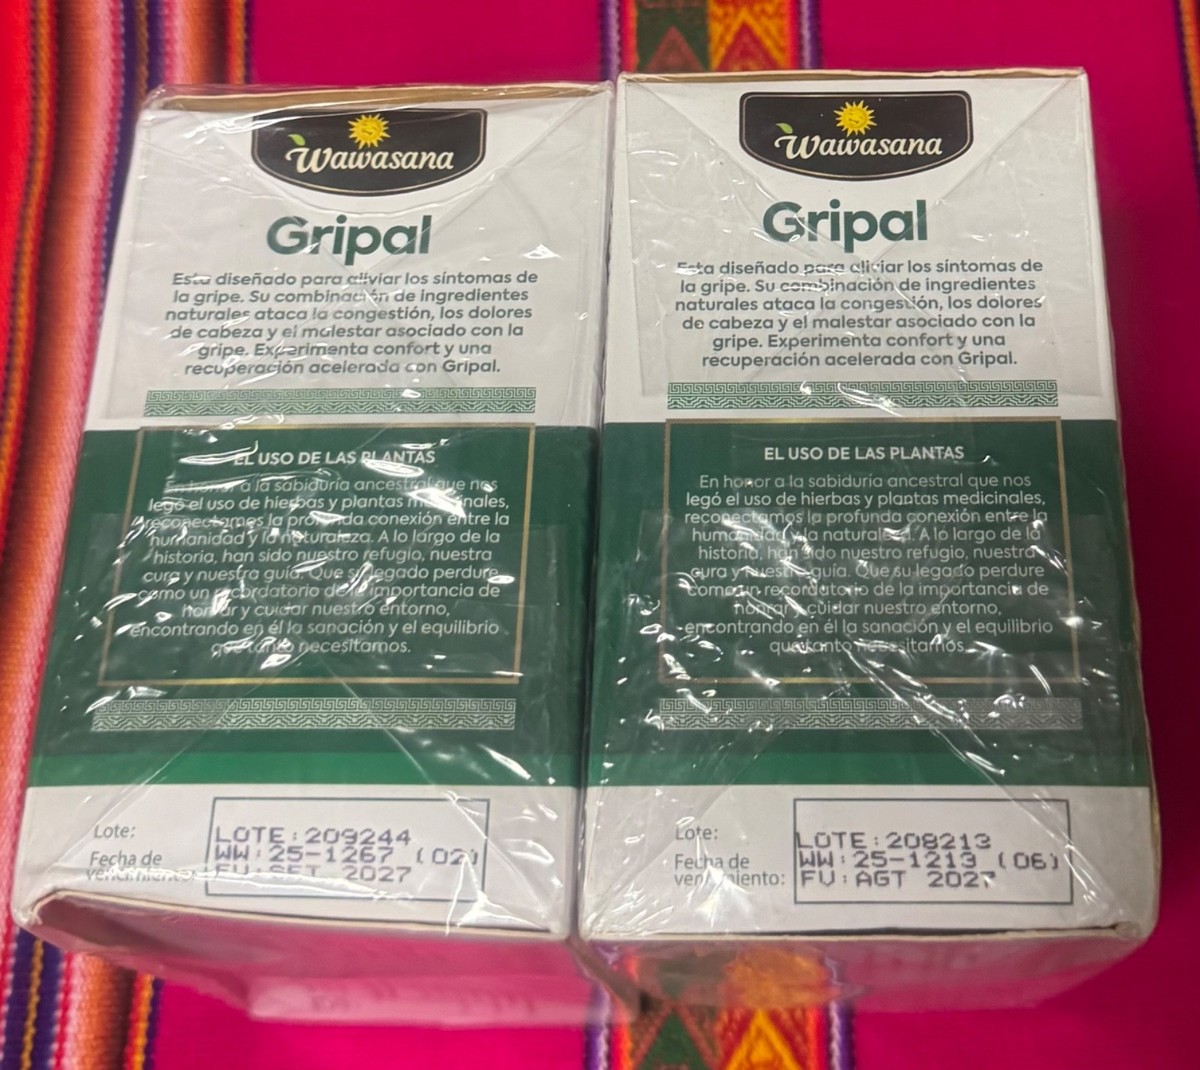 Wawasana
Gripal
Esta diseñado para aliviar los síntomas de
la gripe. Su combinación de ingredientes
naturales ataca la congestión, los dolores
de cabeza y el malestar asociado con la
gripe. Experimenta confort y una
recuperación acelerada con Gripal.
EL USO DE LAS PLANTAS
En honor a la sabiduría ancestral que nos
legó el uso de hierbas y plantas medicinales,
reconectamos la profunda conexión entre la
humanidad y la naturaleza. A lo largo de la
historia, han sido nuestro refugio, nuestra
cura y nuestra guía. Que su legado perdure
como un recordatorio de la importancia de
honrar y cuidar nuestro entorno,
encontrando en él la sanación y el equilibrio
que tanto necesitamos.
Lote:
Fecha de
vencimiento:
LOTE:209244
WW:25-1267 (02)
FV:SET 2027
Wawasana
Gripal
Esta diseñado para aliviar los síntomas de
la gripe. Su combinación de ingredientes
naturales ataca la congestión, los dolores
de cabeza y el malestar asociado con la
gripe. Experimenta confort y una
recuperación acelerada con Gripal.
EL USO DE LAS PLANTAS
En honor a la sabiduría ancestral que nos
legó el uso de hierbas y plantas medicinales,
reconectamos la profunda conexión entre la
humanidad y la naturaleza. A lo largo de la
historia, han sido nuestro refugio, nuestra
cura y nuestra guía. Que su legado perdure
como un recordatorio de la importancia de
honrar y cuidar nuestro entorno,
encontrando en él la sanación y el equilibrio
que tanto necesitamos.
Lote:
Fecha de
vencimiento:
LOTE:208213
WW:25-1213 (06)
FV:AGT 2027